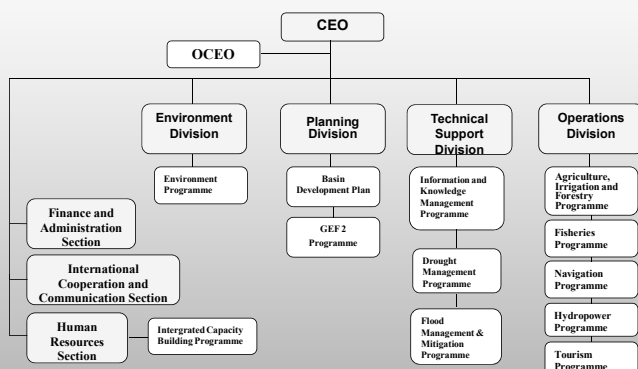 CEO
OCEO
Environment
Division
Planning
Division
Technical
Support
Division
Operations
Division
Environment
Programme
Basin
Development Plan
GEF 2
Programme
Information and
Knowledge
Management
Programme
Drought
Management
Programme
Flood
Management &
Mitigation
Programme
Agriculture,
Irrigation and
Forestry
Programme
Fisheries
Programme
Navigation
Programme
Hydropower
Programme
Tourism
Programme
Finance and
Administration
Section
International
Cooperation and
Communication Section
Human
Resources
Section
Intergrated Capacity
Building Programme